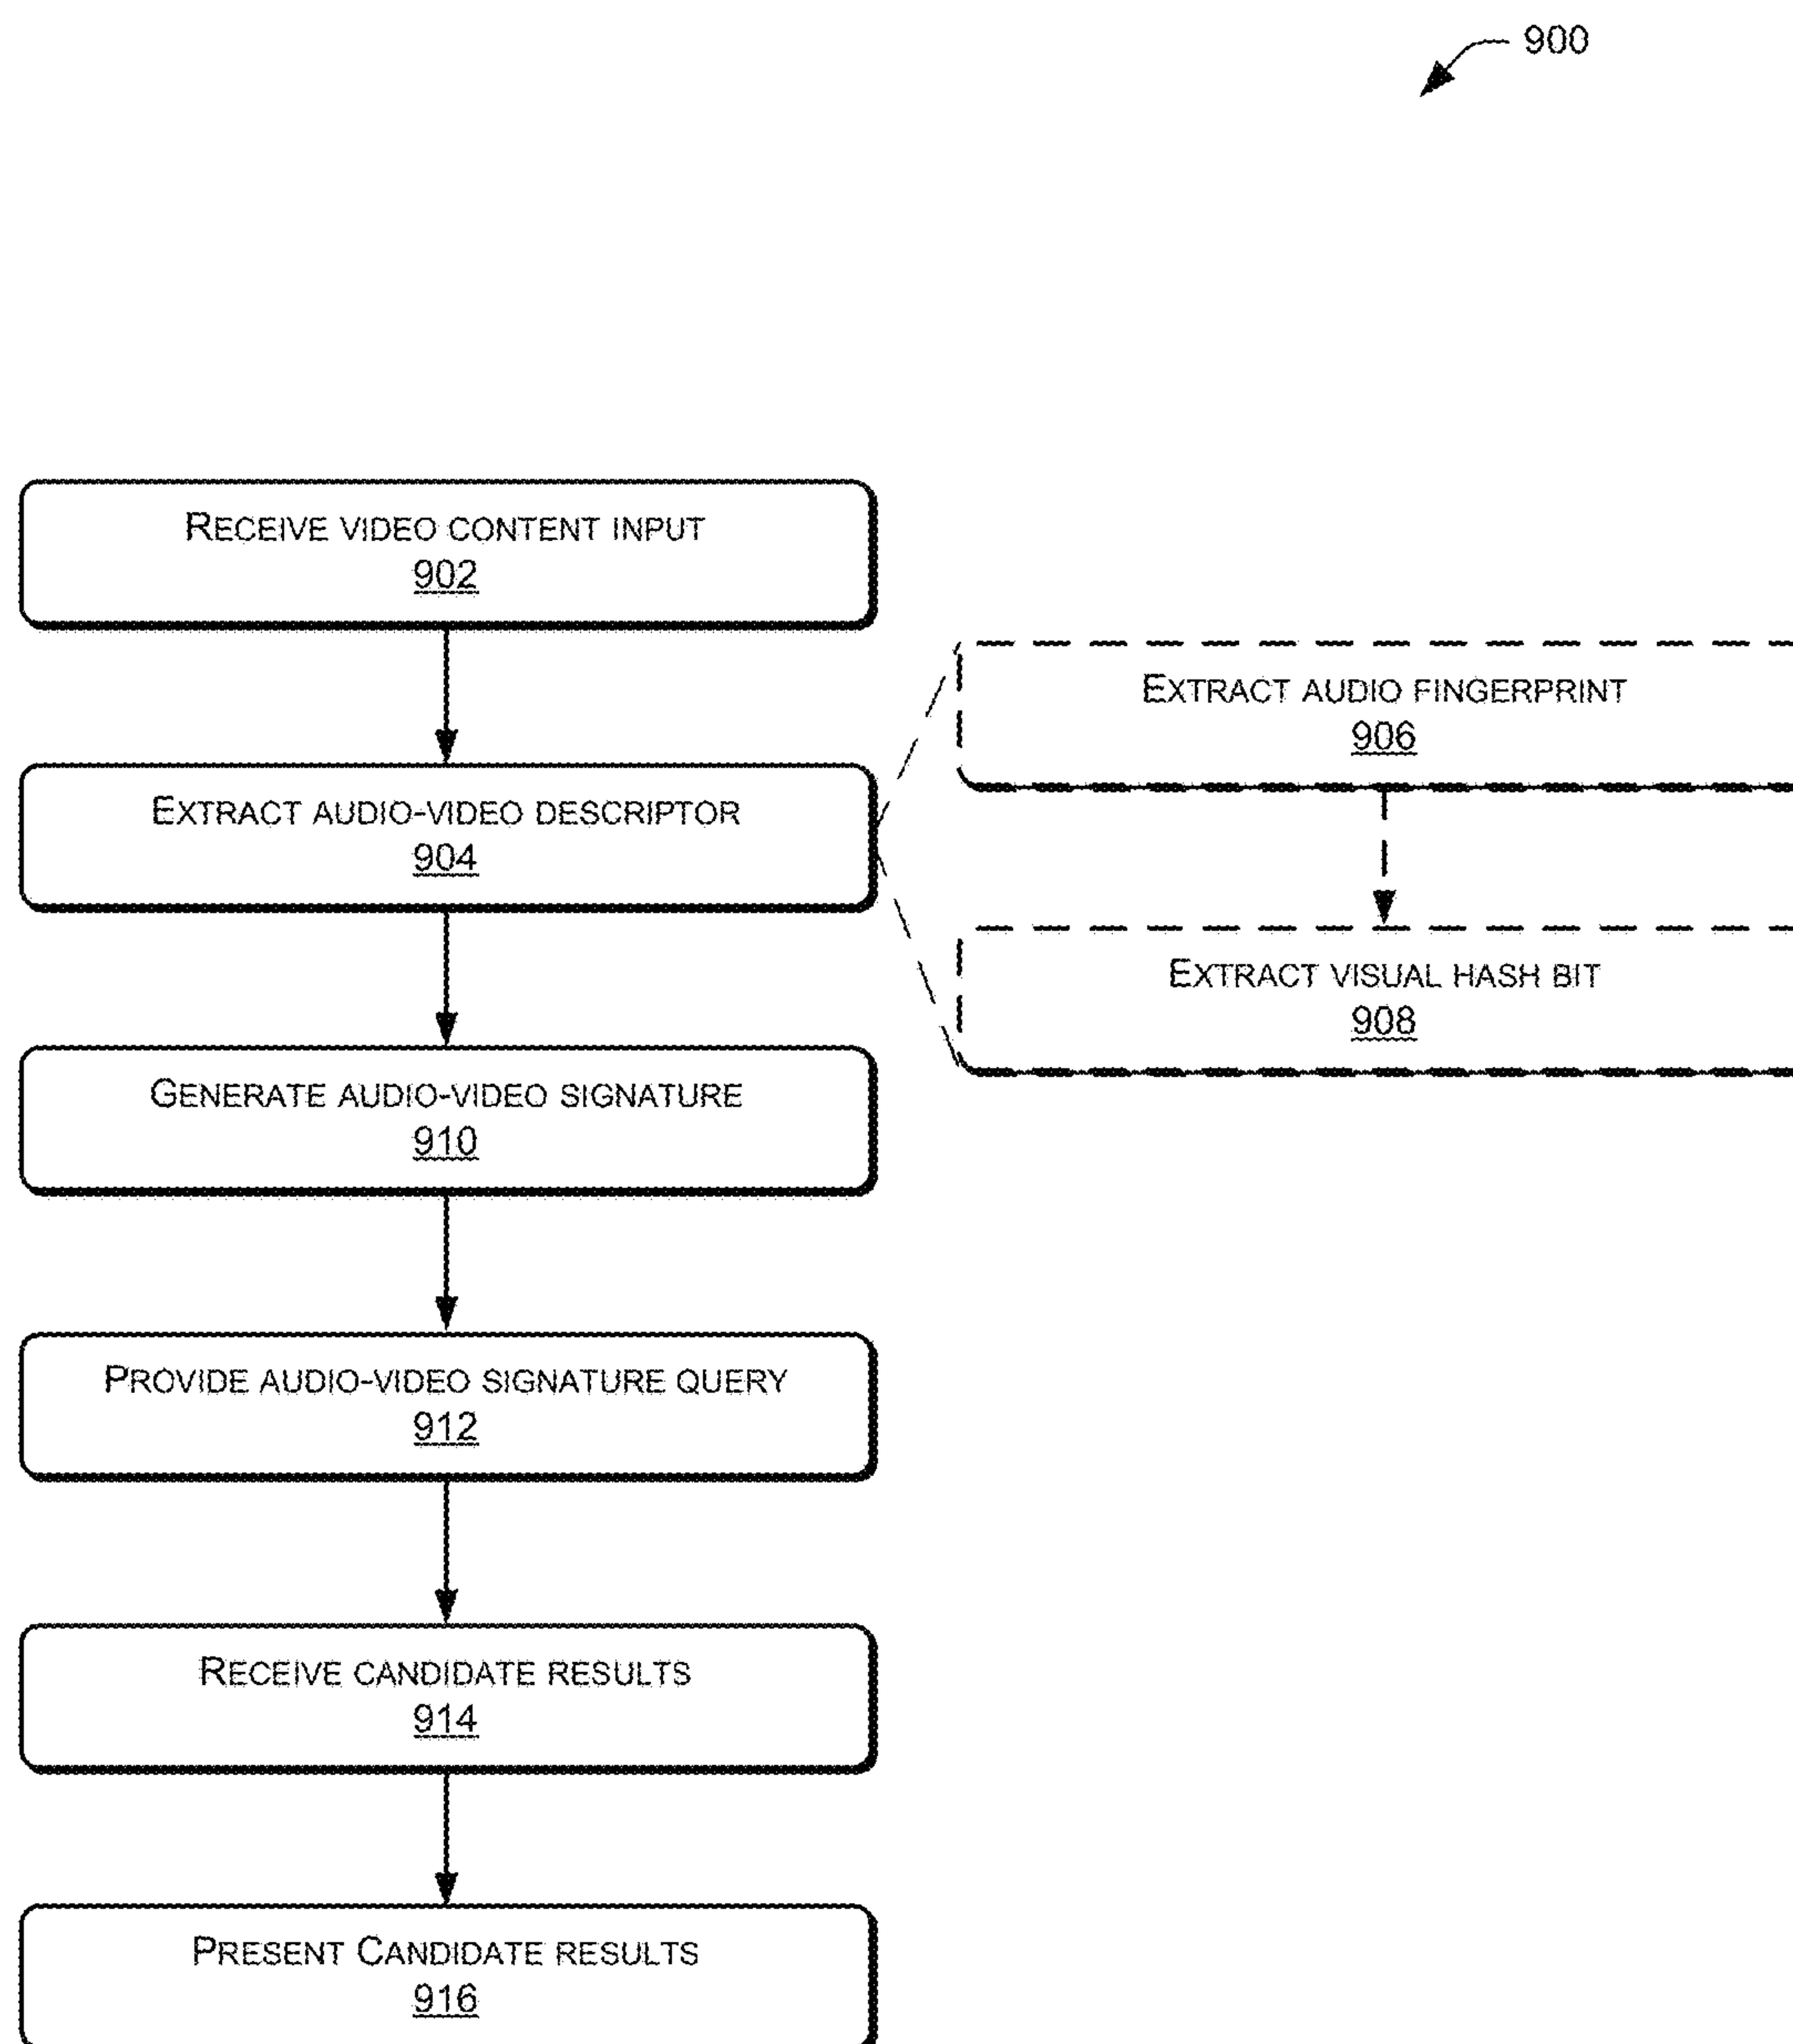 900
RECEIVE VIDEO CONTENT INPUT
902
EXTRACT AUDIO-VIDEO DESCRIPTOR
904
EXTRACT AUDIO FINGERPRINT
906
EXTRACT VISUAL HASH BIT
908
GENERATE AUDIO-VIDEO SIGNATURE
910
PROVIDE AUDIO-VIDEO SIGNATURE QUERY
912
RECEIVE CANDIDATE RESULTS
914
PRESENT CANDIDATE RESULTS
916